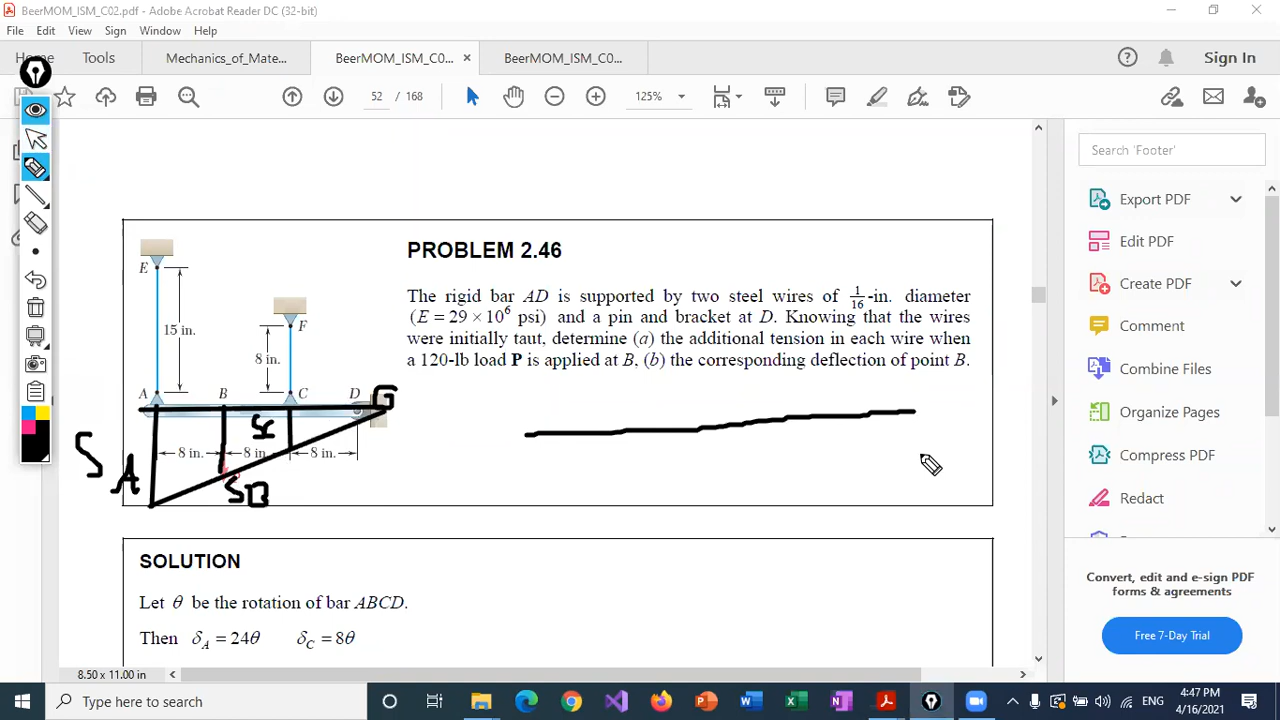 BeerMOM_ISM_C02.pdf - Adobe Acrobat Reader DC (32-bit)
File Edit View Sign Window Help
Home Tools Mechanics_of_Mate... BeerMOM_ISM_C0... × BeerMOM_ISM_C0... Sign In
52 / 168 125%
Search 'Footer'
Export PDF
Edit PDF
Create PDF
Comment
Combine Files
Organize Pages
Compress PDF
Redact
Convert, edit and e-sign PDF
forms & agreements
Free 7-Day Trial
PROBLEM 2.46
The rigid bar AD is supported by two steel wires of 1/16-in. diameter
(E = 29 × 10⁶ psi) and a pin and bracket at D. Knowing that the wires
were initially taut, determine (a) the additional tension in each wire when
a 120-lb load P is applied at B, (b) the corresponding deflection of point B.
E
F
15 in.
8 in.
A B C D G
8 in. 8 in. 8 in.
SOLUTION
Let θ be the rotation of bar ABCD.
Then δA = 24θ δC = 8θ
8.50 x 11.00 in
Type here to search
ENG
4:47 PM
4/16/2021